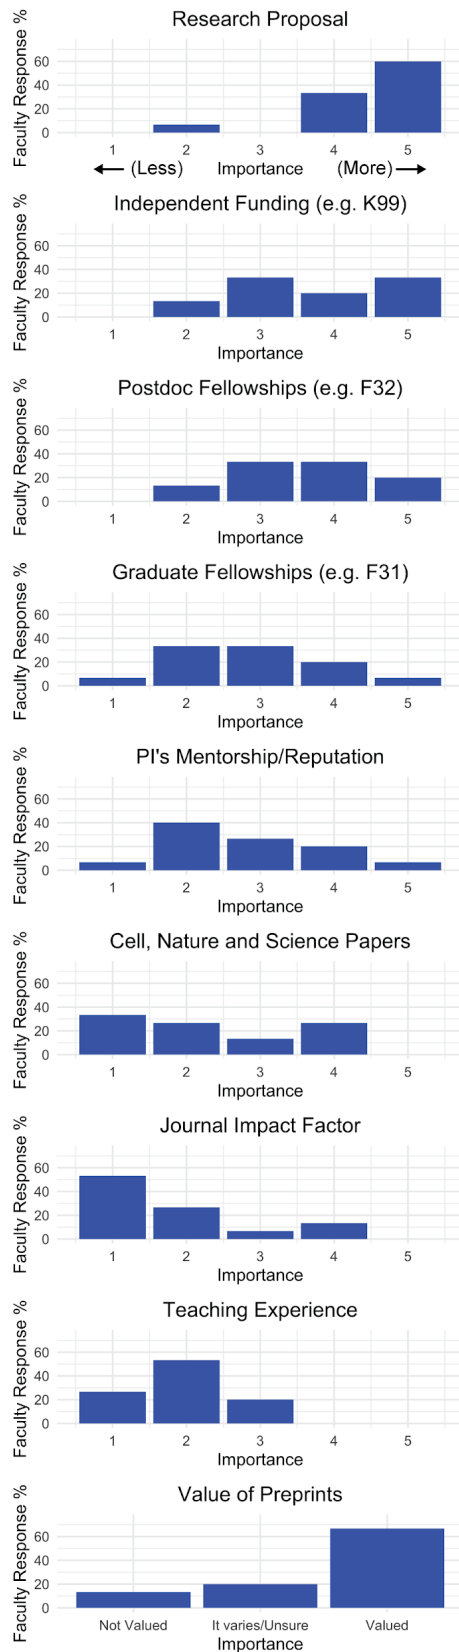 Research Proposal
Faculty Response %
60
40
20
0
1 2 3 4 5
(Less) Importance (More)
Independent Funding (e.g. K99)
Faculty Response %
60
40
20
0
1 2 3 4 5
Importance
Postdoc Fellowships (e.g. F32)
Faculty Response %
60
40
20
0
1 2 3 4 5
Importance
Graduate Fellowships (e.g. F31)
Faculty Response %
60
40
20
0
1 2 3 4 5
Importance
PI's Mentorship/Reputation
Faculty Response %
60
40
20
0
1 2 3 4 5
Importance
Cell, Nature and Science Papers
Faculty Response %
60
40
20
0
1 2 3 4 5
Importance
Journal Impact Factor
Faculty Response %
60
40
20
0
1 2 3 4 5
Importance
Teaching Experience
Faculty Response %
60
40
20
0
1 2 3 4 5
Importance
Value of Preprints
Faculty Response %
60
40
20
0
Not Valued It varies/Unsure Valued
Importance